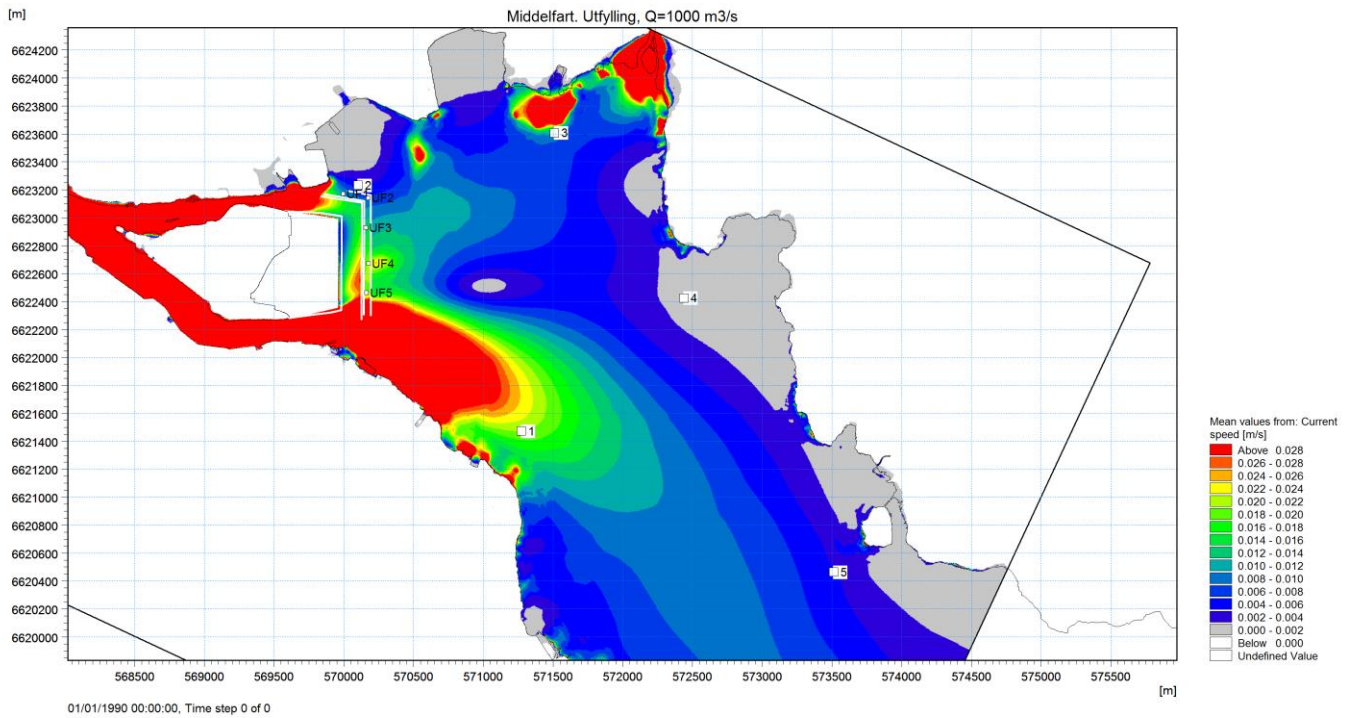 Middelfart. Utfylling, Q=1000 m3/s
[m]
6624200
6624000
6623800
6623600
6623400
6623200
6623000
6622800
6622600
6622400
6622200
6622000
6621800
6621600
6621400
6621200
6621000
6620800
6620600
6620400
6620200
6620000
3
2
UF2
UF3
UF4
UF5
4
1
5
568500 569000 569500 570000 570500 571000 571500 572000 572500 573000 573500 574000 574500 575000 575500
[m]
01/01/1990 00:00:00, Time step 0 of 0
Mean values from: Current
speed [m/s]
Above 0.028
0.026 - 0.028
0.024 - 0.026
0.022 - 0.024
0.020 - 0.022
0.018 - 0.020
0.016 - 0.018
0.014 - 0.016
0.012 - 0.014
0.010 - 0.012
0.008 - 0.010
0.006 - 0.008
0.004 - 0.006
0.002 - 0.004
0.000 - 0.002
Below 0.000
Undefined Value